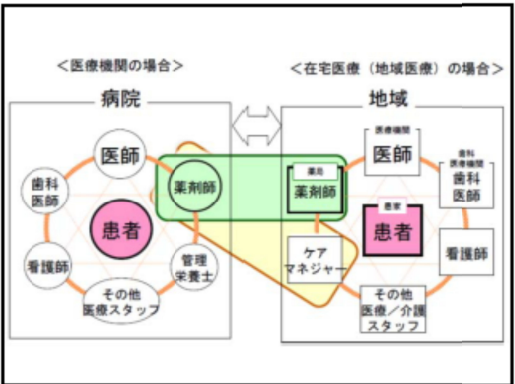 ＜医療機関の場合＞
病院
医師
歯科
医師
薬剤師
患者
看護師
管理
栄養士
その他
医療スタッフ
＜在宅医療（地域医療）の場合＞
地域
医療機関
医師
歯科
医療機関
歯科
医師
薬局
薬剤師
患家
患者
ケア
マネジャー
看護師
その他
医療／介護
スタッフ